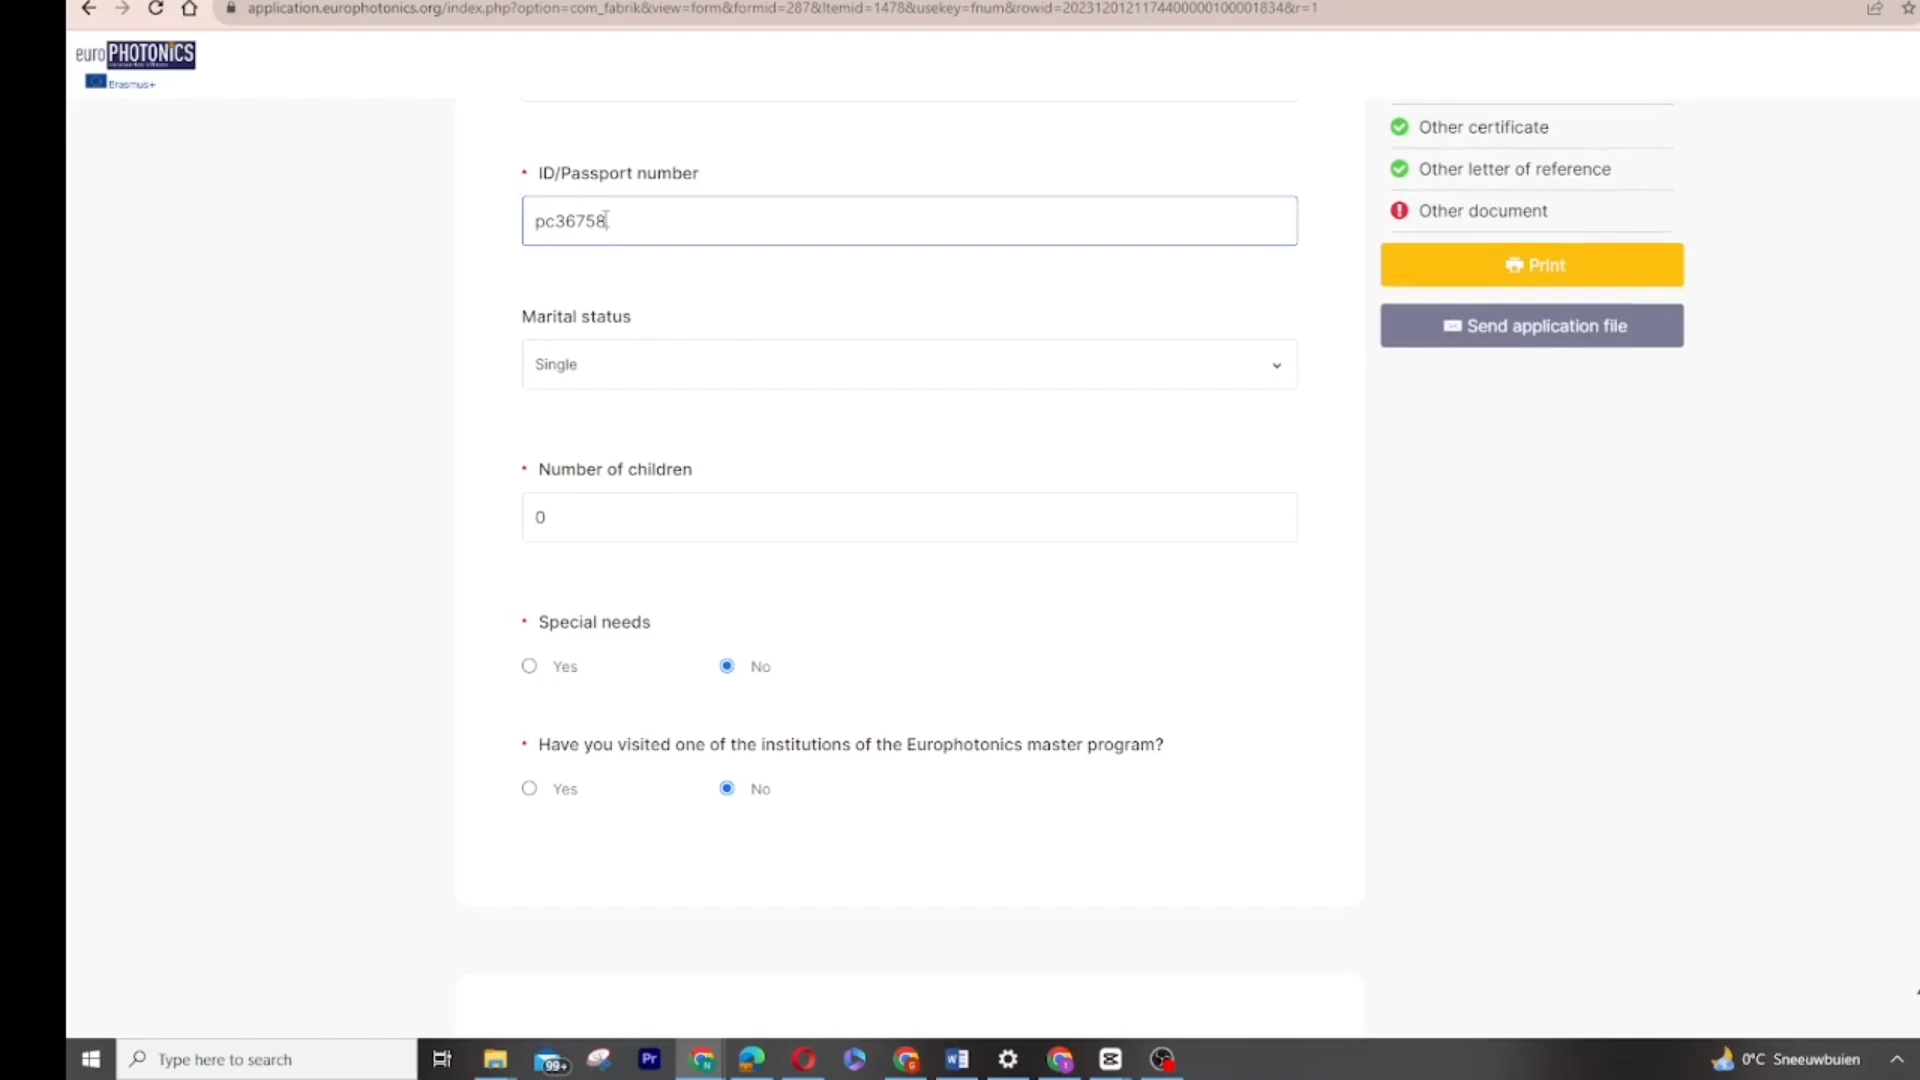 application.europhotonics.org/index.php?option=com_fabrik&view=form&formid=287&Itemid=1478&usekey=fnum&rowid=2023120121174400000100001834&r=1
euro PHOTONICS
Erasmus+
Other certificate
* ID/Passport number
Other letter of reference
pc36758
Other document
Print
Marital status
Send application file
Single
* Number of children
0
* Special needs
Yes
No
* Have you visited one of the institutions of the Europhotonics master program?
Yes
No
Type here to search
99+
Pr
0°C Sneeuwbuien